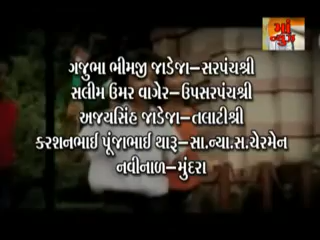 માઁ
ન્યુઝ
ગજુભા ભીમજી જાડેજા–સરપંચશ્રી
સલીમ ઉમર વાગેર–ઉપસરપંચશ્રી
અજયસિંહ જાડેજા–તલાટીશ્રી
કરશનભાઈ પૂંજાભાઈ થારૂ–સા.ન્યા.સ.ચેરમેન
નવીનાળ–મુંદરા